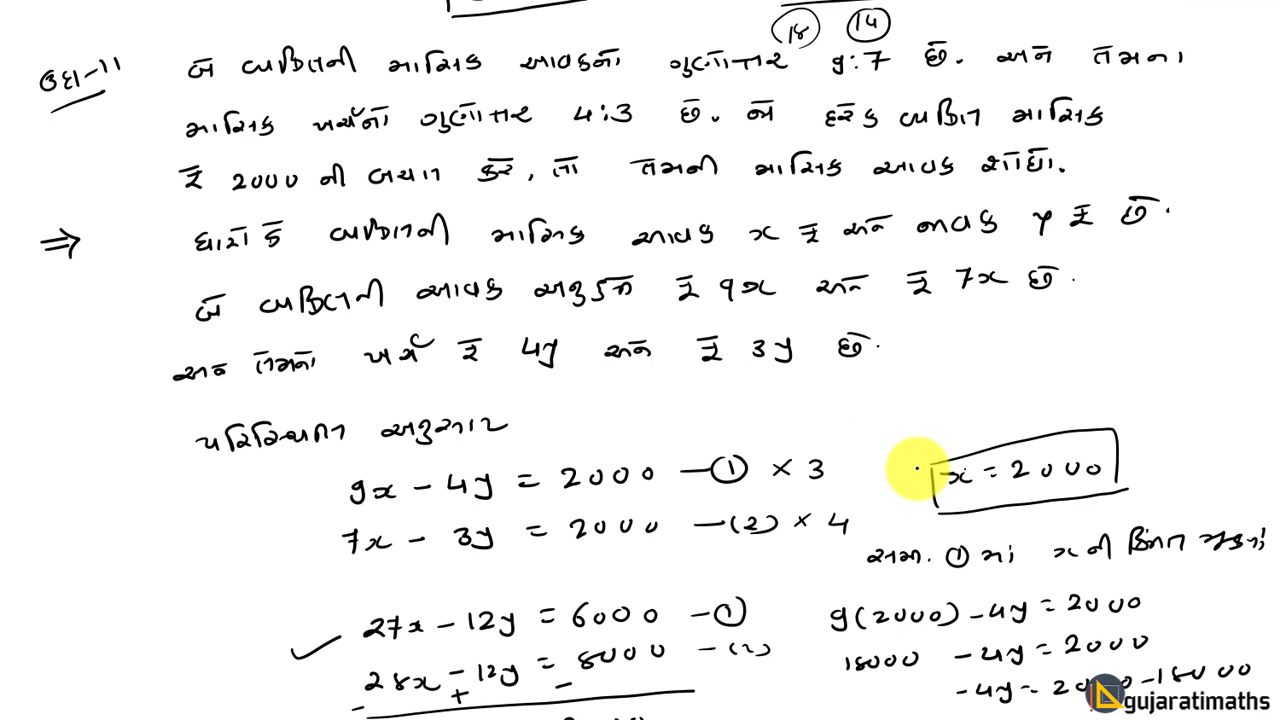 18 14
ઉદા-11 બે વ્યક્તિની માસિક આવકનો ગુણોત્તર 9:7 છે. અને તેમના
માસિક ખર્ચનો ગુણોત્તર 4:3 છે. જો દરેક વ્યક્તિ માસિક
₹ 2000 ની બચત કરે, તો તેમની માસિક આવક શોધો.
⇒ ધારો કે વ્યક્તિની માસિક આવક x ₹ અને જાવક y ₹ છે.
બે વ્યક્તિની આવક અનુક્રમે ₹ 9x અને ₹ 7x છે.
અને તેમના ખર્ચ ₹ 4y અને ₹ 3y છે.
પરિસ્થિતિ અનુસાર
9x - 4y = 2000 —① × 3
7x - 3y = 2000 —(2) × 4
27x - 12y = 6000 —①
28x - 12y = 8000 —(2)
- + -
x = 2000
સમી. ① માં x ની કિંમત મૂકતાં
9(2000) - 4y = 2000
18000 - 4y = 2000
- 4y = 2000 - 18000
gujaratimaths